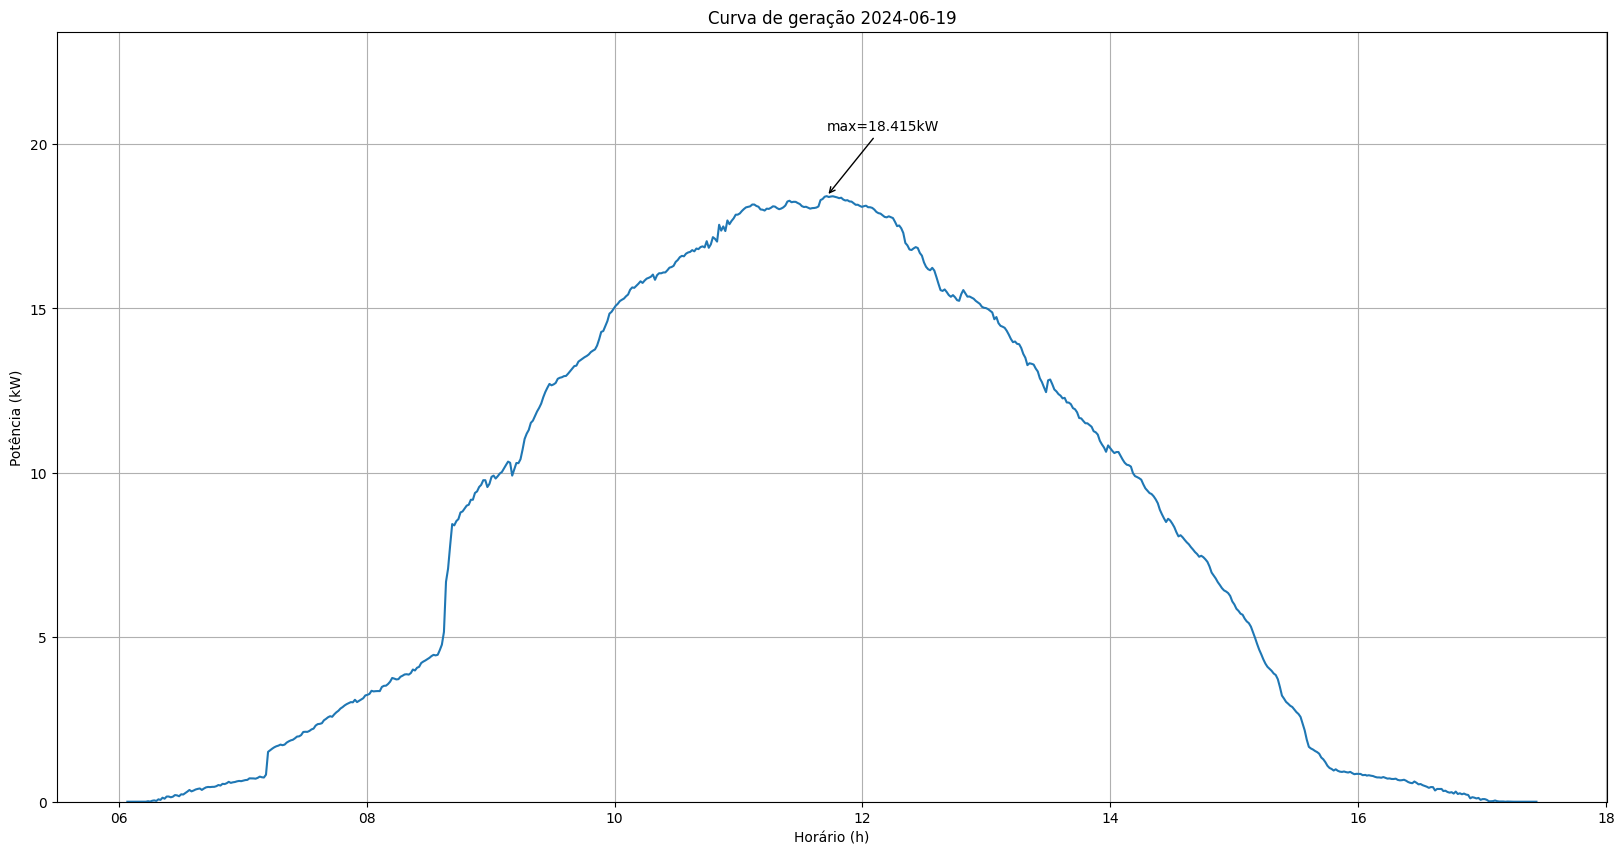 Curva de geração 2024-06-19
max=18.415kW
Potência (kW)
20
15
10
5
0
06 08 10 12 14 16 18
Horário (h)